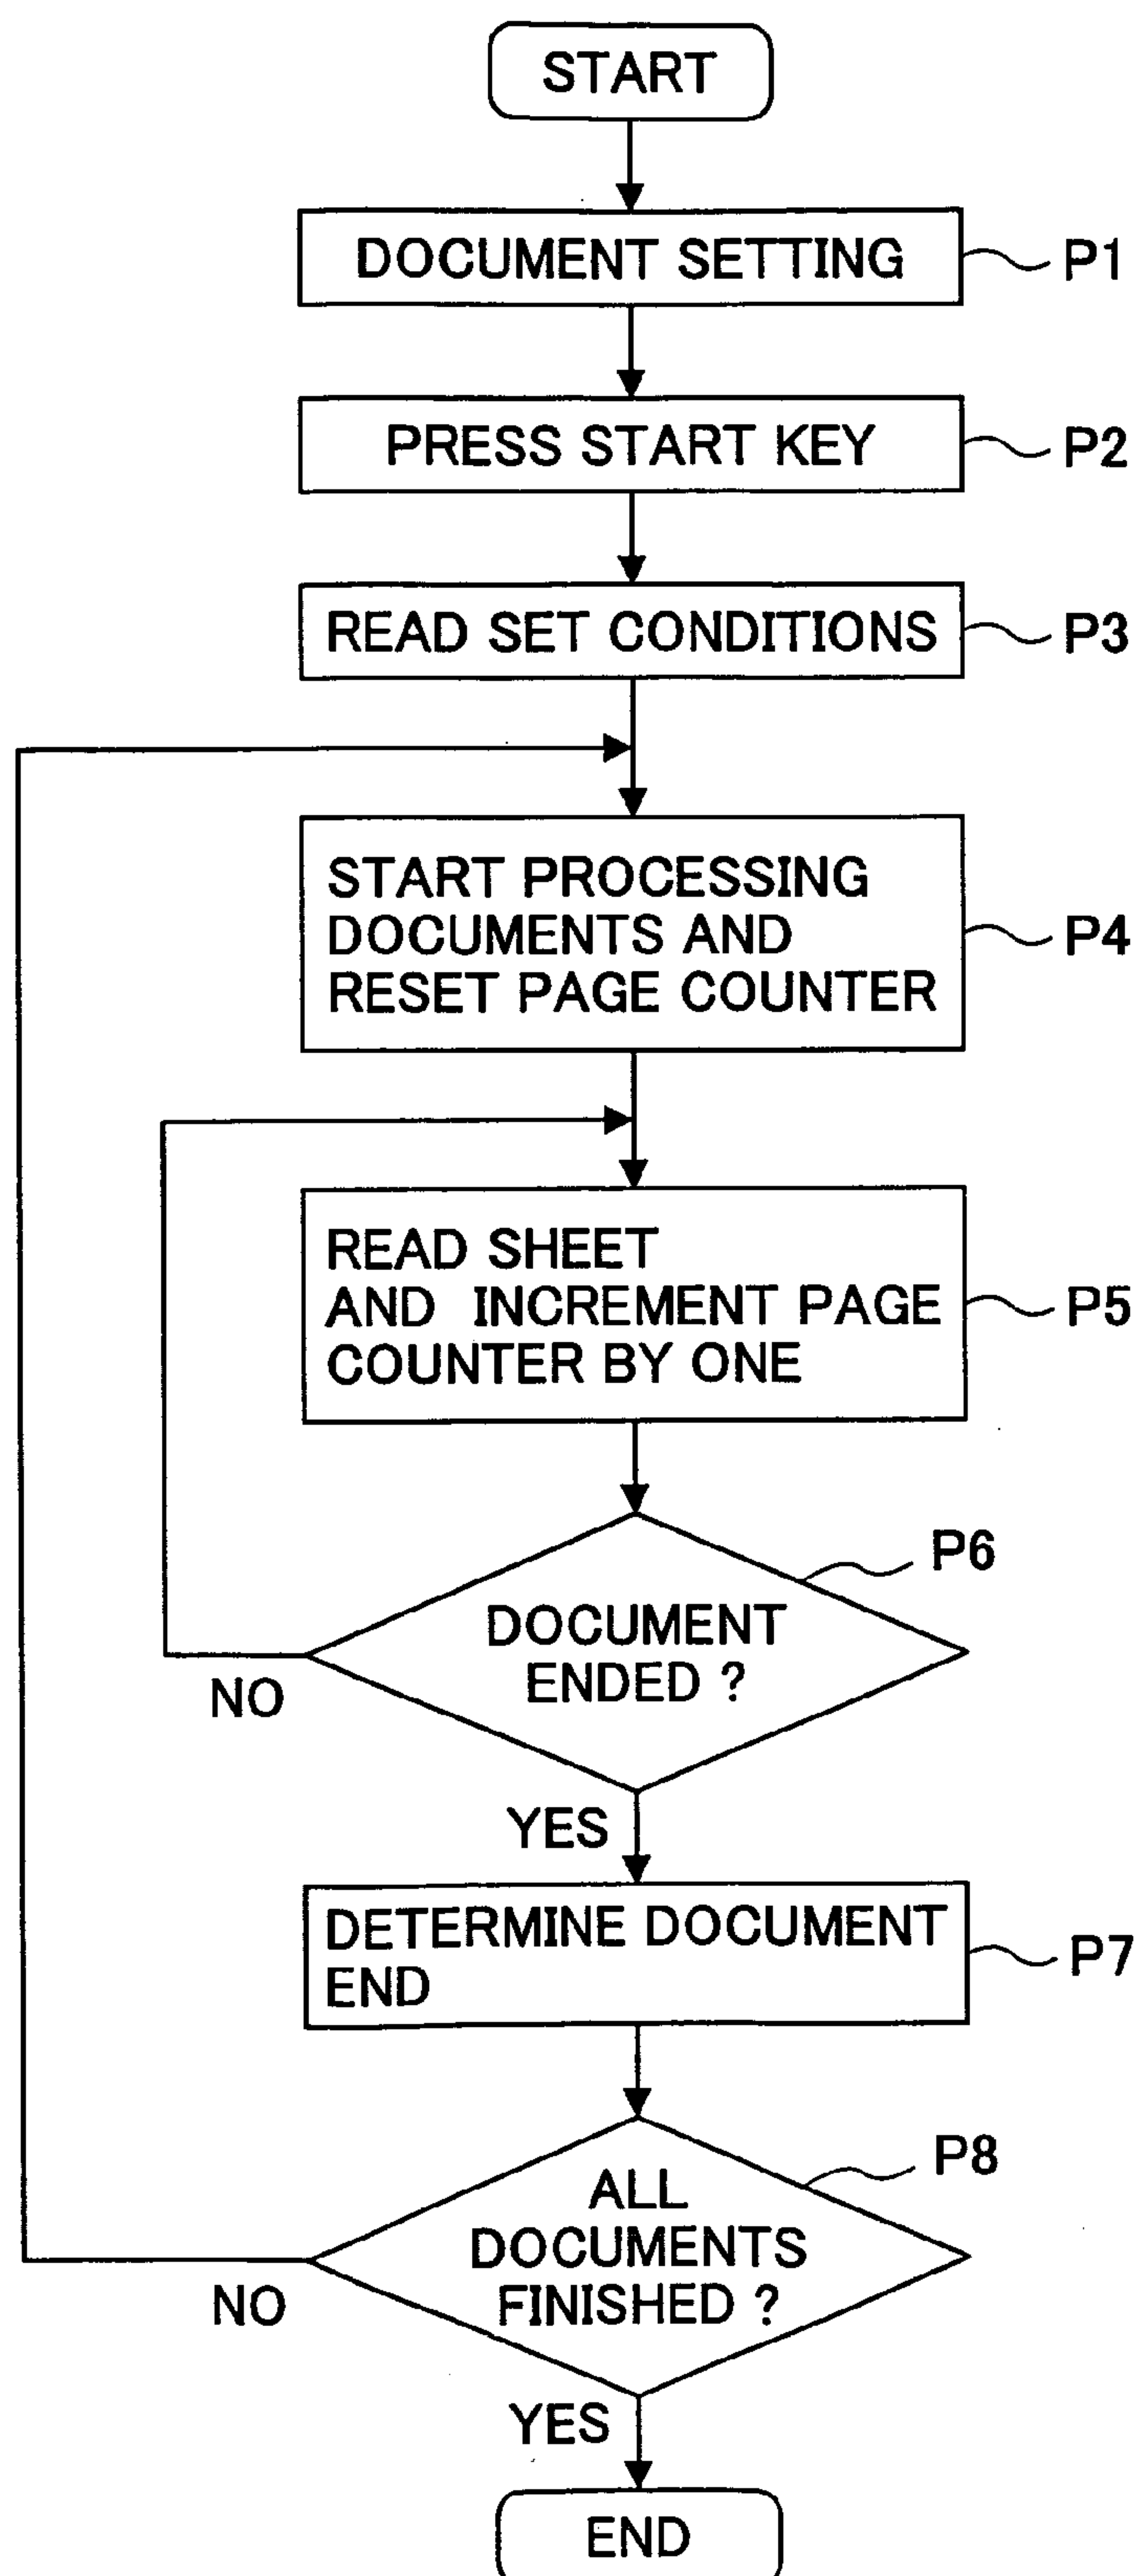 START
DOCUMENT SETTING
P1
PRESS START KEY
P2
READ SET CONDITIONS
P3
START PROCESSING
DOCUMENTS AND
RESET PAGE COUNTER
P4
READ SHEET
AND INCREMENT PAGE
COUNTER BY ONE
P5
P6
DOCUMENT
ENDED ?
NO
YES
DETERMINE DOCUMENT
END
P7
P8
ALL
DOCUMENTS
FINISHED ?
NO
YES
END